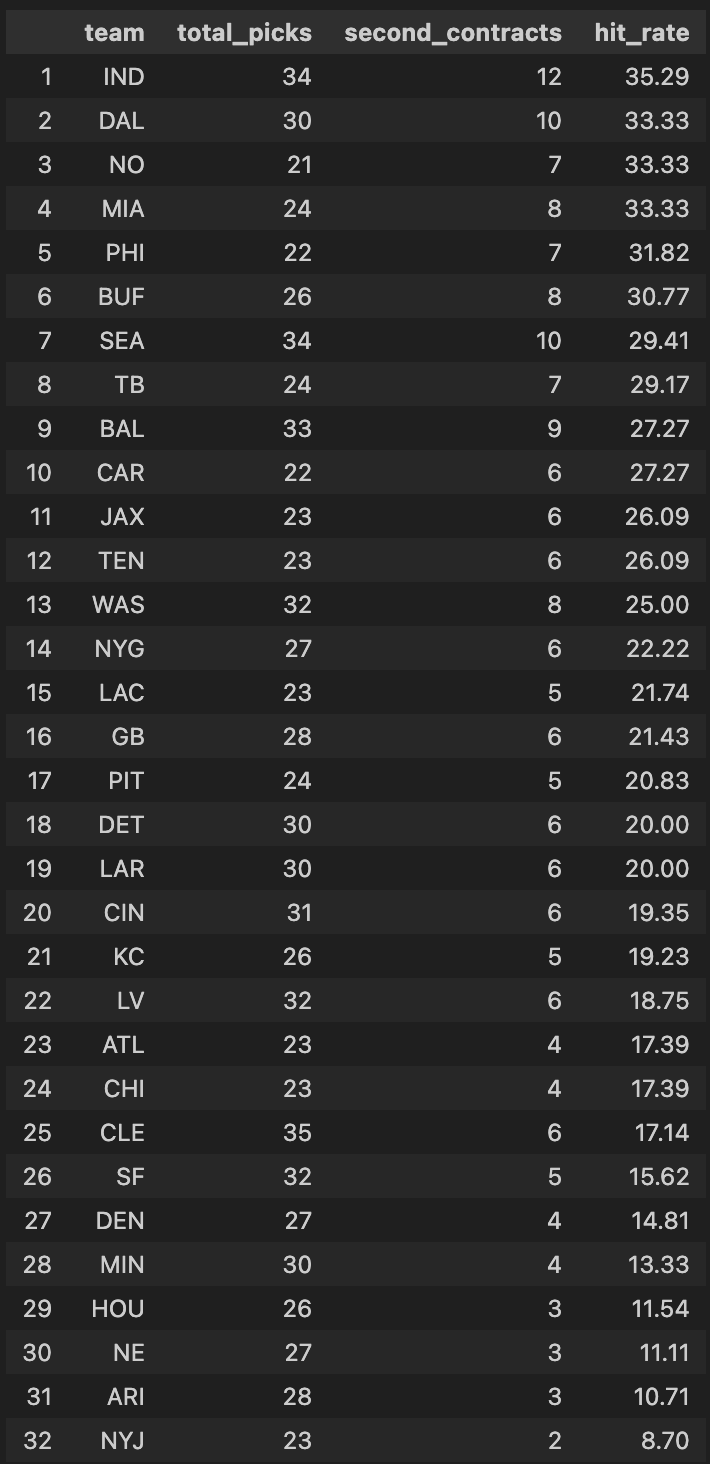 team total_picks second_contracts hit_rate
1 IND 34 12 35.29
2 DAL 30 10 33.33
3 NO 21 7 33.33
4 MIA 24 8 33.33
5 PHI 22 7 31.82
6 BUF 26 8 30.77
7 SEA 34 10 29.41
8 TB 24 7 29.17
9 BAL 33 9 27.27
10 CAR 22 6 27.27
11 JAX 23 6 26.09
12 TEN 23 6 26.09
13 WAS 32 8 25.00
14 NYG 27 6 22.22
15 LAC 23 5 21.74
16 GB 28 6 21.43
17 PIT 24 5 20.83
18 DET 30 6 20.00
19 LAR 30 6 20.00
20 CIN 31 6 19.35
21 KC 26 5 19.23
22 LV 32 6 18.75
23 ATL 23 4 17.39
24 CHI 23 4 17.39
25 CLE 35 6 17.14
26 SF 32 5 15.62
27 DEN 27 4 14.81
28 MIN 30 4 13.33
29 HOU 26 3 11.54
30 NE 27 3 11.11
31 ARI 28 3 10.71
32 NYJ 23 2 8.70